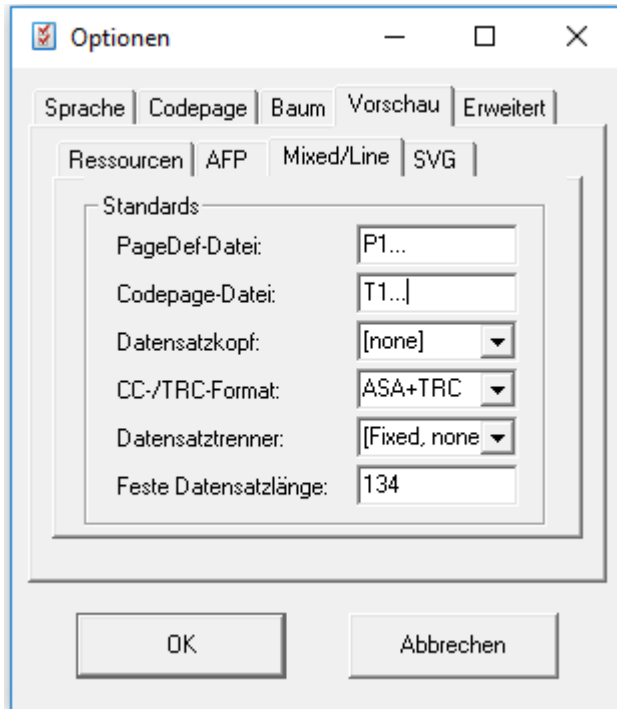 Optionen
Sprache Codepage Baum Vorschau Erweitert
Ressourcen AFP Mixed/Line SVG
Standards
PageDef-Datei: P1...
Codepage-Datei: T1...
Datensatzkopf: [none]
CC-/TRC-Format: ASA+TRC
Datensatztrenner: [Fixed, none
Feste Datensatzlänge: 134
OK Abbrechen